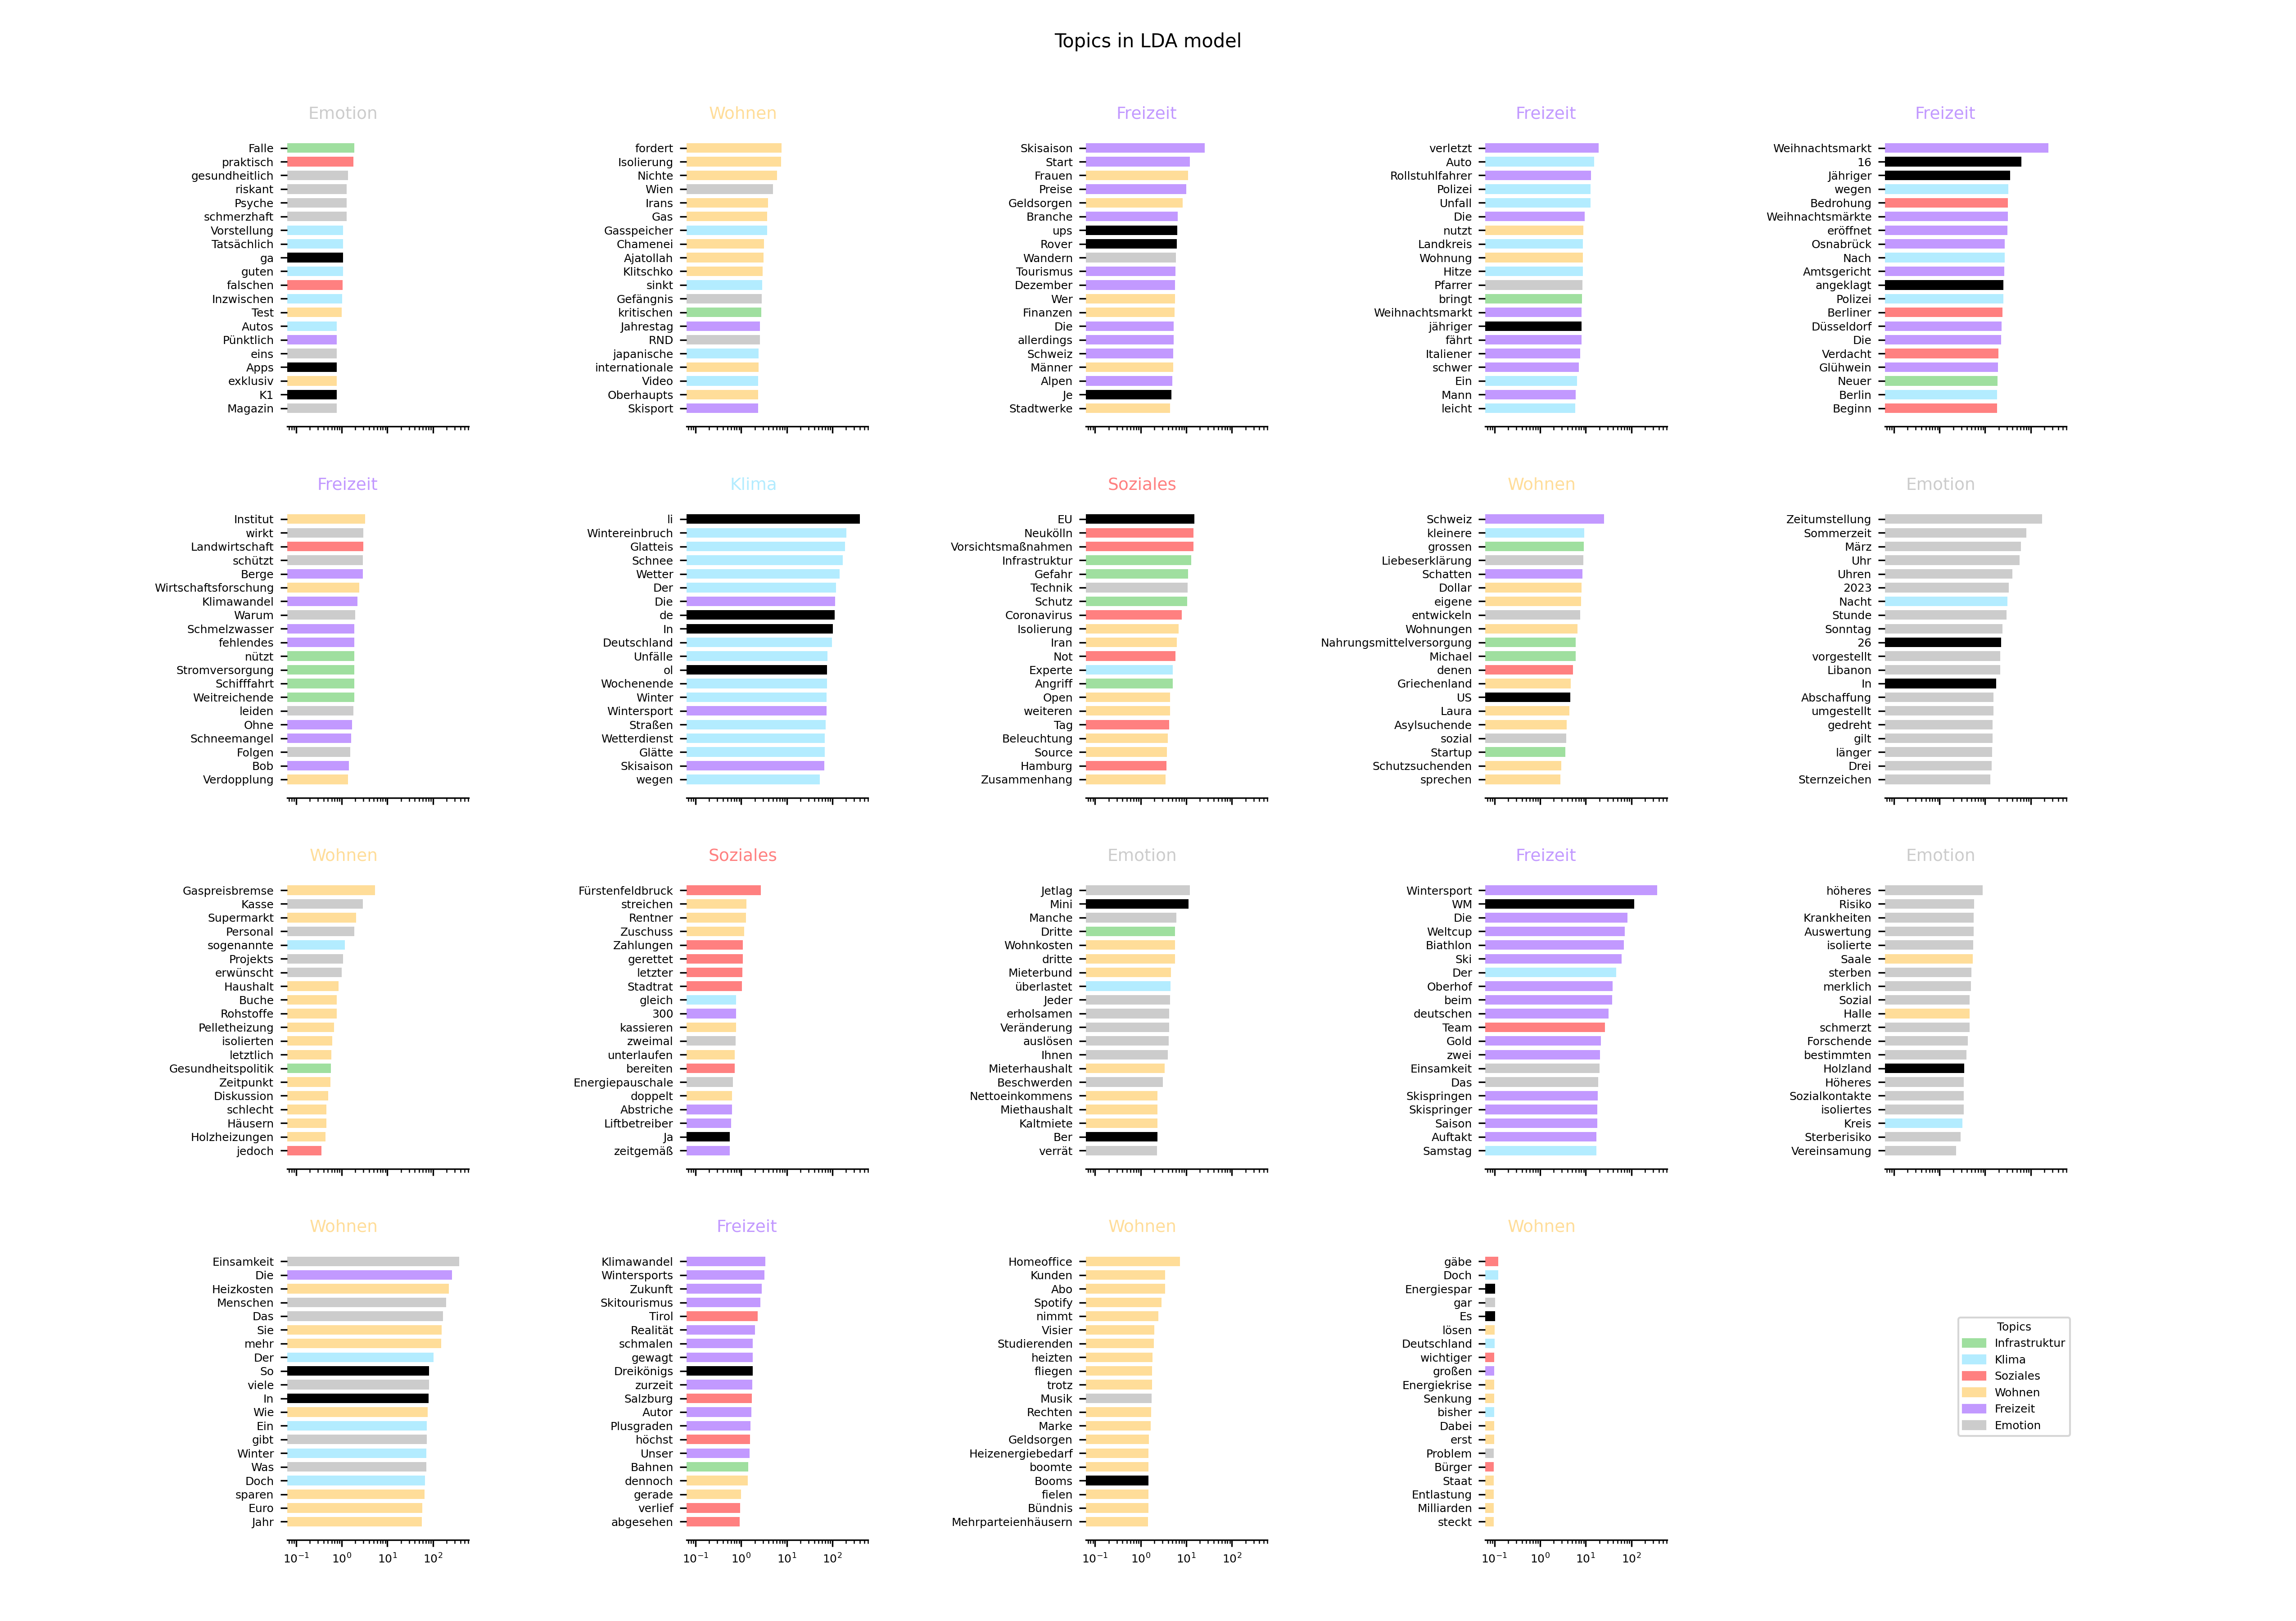 Topics in LDA model
Emotion
Falle
praktisch
gesundheitlich
riskant
Psyche
schmerzhaft
Vorstellung
Tatsächlich
ga
guten
falschen
Inzwischen
Test
Autos
Pünktlich
eins
Apps
exklusiv
K1
Magazin
Wohnen
fordert
Isolierung
Nichte
Wien
Irans
Gas
Gasspeicher
Chamenei
Ajatollah
Klitschko
sinkt
Gefängnis
kritischen
Jahrestag
RND
japanische
internationale
Video
Oberhaupts
Skisport
Freizeit
Skisaison
Start
Frauen
Preise
Geldsorgen
Branche
ups
Rover
Wandern
Tourismus
Dezember
Wer
Finanzen
Die
allerdings
Schweiz
Männer
Alpen
Je
Stadtwerke
Freizeit
verletzt
Auto
Rollstuhlfahrer
Polizei
Unfall
Die
nutzt
Landkreis
Wohnung
Hitze
Pfarrer
bringt
Weihnachtsmarkt
jähriger
fährt
Italiener
schwer
Ein
Mann
leicht
Freizeit
Weihnachtsmarkt
16
Jähriger
wegen
Bedrohung
Weihnachtsmärkte
eröffnet
Osnabrück
Nach
Amtsgericht
angeklagt
Polizei
Berliner
Düsseldorf
Die
Verdacht
Glühwein
Neuer
Berlin
Beginn
Freizeit
Institut
wirkt
Landwirtschaft
schützt
Berge
Wirtschaftsforschung
Klimawandel
Warum
Schmelzwasser
fehlendes
nützt
Stromversorgung
Schifffahrt
Weitreichende
leiden
Ohne
Schneemangel
Folgen
Bob
Verdopplung
Klima
li
Wintereinbruch
Glatteis
Schnee
Wetter
Der
Die
de
In
Deutschland
Unfälle
ol
Wochenende
Winter
Wintersport
Straßen
Wetterdienst
Glätte
Skisaison
wegen
Soziales
EU
Neukölln
Vorsichtsmaßnahmen
Infrastruktur
Gefahr
Technik
Schutz
Coronavirus
Isolierung
Iran
Not
Experte
Angriff
Open
weiteren
Tag
Beleuchtung
Source
Hamburg
Zusammenhang
Wohnen
Schweiz
kleinere
grossen
Liebeserklärung
Schatten
Dollar
eigene
entwickeln
Wohnungen
Nahrungsmittelversorgung
Michael
denen
Griechenland
US
Laura
Asylsuchende
sozial
Startup
Schutzsuchenden
sprechen
Emotion
Zeitumstellung
Sommerzeit
März
Uhr
Uhren
2023
Nacht
Stunde
Sonntag
26
vorgestellt
Libanon
In
Abschaffung
umgestellt
gedreht
gilt
länger
Drei
Sternzeichen
Wohnen
Gaspreisbremse
Kasse
Supermarkt
Personal
sogenannte
Projekts
erwünscht
Haushalt
Buche
Rohstoffe
Pelletheizung
isolierten
letztlich
Gesundheitspolitik
Zeitpunkt
Diskussion
schlecht
Häusern
Holzheizungen
jedoch
Soziales
Fürstenfeldbruck
streichen
Rentner
Zuschuss
Zahlungen
gerettet
letzter
Stadtrat
gleich
300
kassieren
zweimal
unterlaufen
bereiten
Energiepauschale
doppelt
Abstriche
Liftbetreiber
Ja
zeitgemäß
Emotion
Jetlag
Mini
Manche
Dritte
Wohnkosten
dritte
Mieterbund
überlastet
Jeder
erholsamen
Veränderung
auslösen
Ihnen
Mieterhaushalt
Beschwerden
Nettoeinkommens
Miethaushalt
Kaltmiete
Ber
verrät
Freizeit
Wintersport
WM
Die
Weltcup
Biathlon
Ski
Der
Oberhof
beim
deutschen
Team
Gold
zwei
Einsamkeit
Das
Skispringen
Skispringer
Saison
Auftakt
Samstag
Emotion
höheres
Risiko
Krankheiten
Auswertung
isolierte
Saale
sterben
merklich
Sozial
Halle
schmerzt
Forschende
bestimmten
Holzland
Höheres
Sozialkontakte
isoliertes
Kreis
Sterberisiko
Vereinsamung
Wohnen
Einsamkeit
Die
Heizkosten
Menschen
Das
Sie
mehr
Der
So
viele
In
Wie
Ein
gibt
Winter
Was
Doch
sparen
Euro
Jahr
10⁻¹ 10⁰ 10¹ 10²
Freizeit
Klimawandel
Wintersports
Zukunft
Skitourismus
Tirol
Realität
schmalen
gewagt
Dreikönigs
zurzeit
Salzburg
Autor
Plusgraden
höchst
Unser
Bahnen
dennoch
gerade
verlief
abgesehen
10⁻¹ 10⁰ 10¹ 10²
Wohnen
Homeoffice
Kunden
Abo
Spotify
nimmt
Visier
Studierenden
heizten
fliegen
trotz
Musik
Rechten
Marke
Geldsorgen
Heizenergiebedarf
boomte
Booms
fielen
Bündnis
Mehrparteienhäusern
10⁻¹ 10⁰ 10¹ 10²
Wohnen
gäbe
Doch
Energiespar
gar
Es
lösen
Deutschland
wichtiger
großen
Energiekrise
Senkung
bisher
Dabei
erst
Problem
Bürger
Staat
Entlastung
Milliarden
steckt
10⁻¹ 10⁰ 10¹ 10²
Topics
Infrastruktur
Klima
Soziales
Wohnen
Freizeit
Emotion